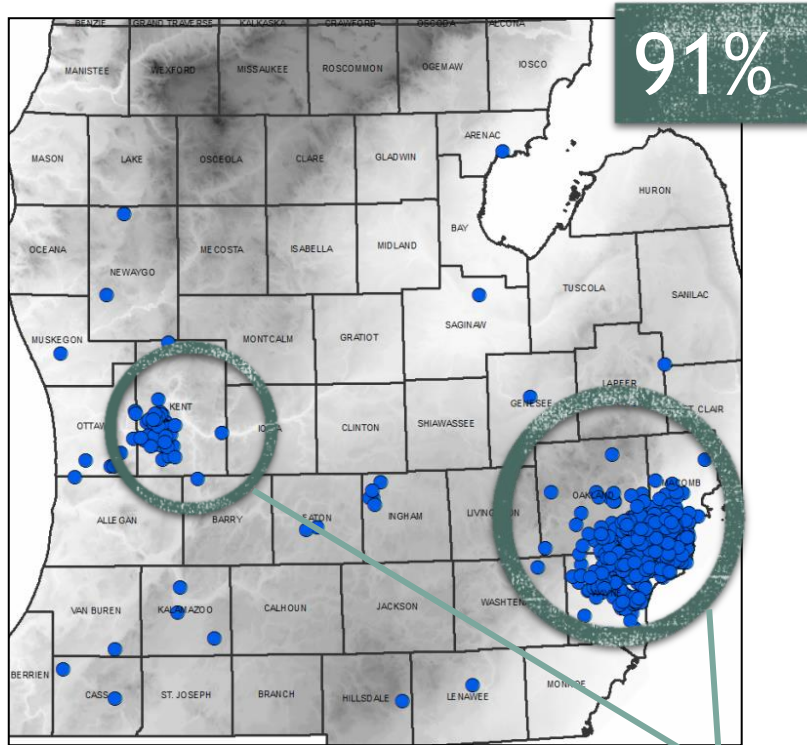 BENZIE GRAND TRAVERSE KALKASKA CRAWFORD OSCODA ALCONA
91%
MANISTEE WEXFORD MISSAUKEE ROSCOMMON OGEMAW IOSCO
ARENAC
MASON LAKE OSCEOLA CLARE GLADWIN
HURON
BAY
OCEANA MECOSTA ISABELLA MIDLAND
NEWAYGO
TUSCOLA
SANILAC
SAGINAW
MUSKEGON MONTCALM GRATIOT
LAPEER
GENESEE
KENT
ST. CLAIR
OTTAW
IONIA CLINTON SHIAWASSEE
MACOMB
OAKLAND
ALLEGAN BARRY EATON INGHAM LIVINGSTON
VAN BUREN KALAMAZOO CALHOUN JACKSON WASHTEN
BERRIEN
CASS ST. JOSEPH BRANCH HILLSDALE LENAWEE MONROE